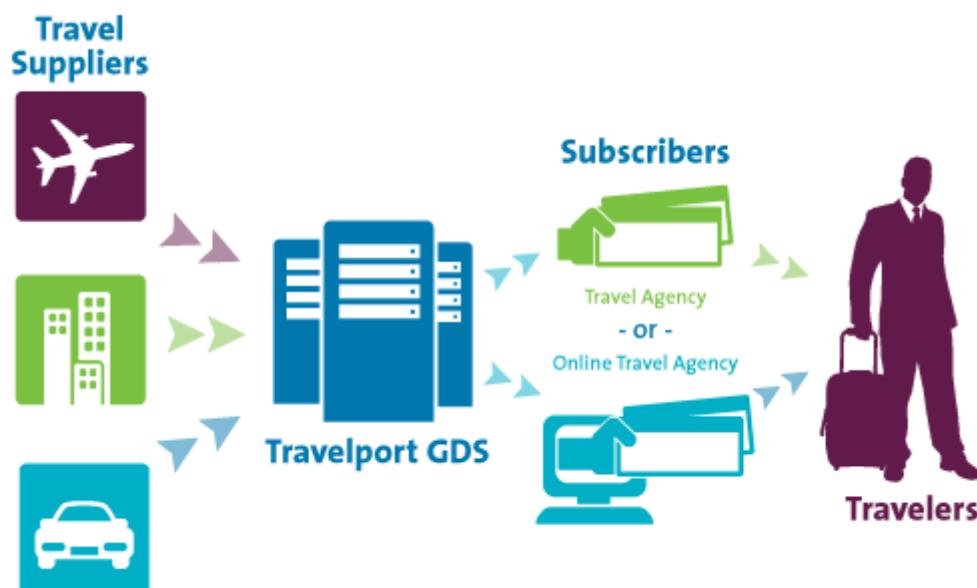 Travel
Suppliers
Travelport GDS
Subscribers
Travel Agency
- or -
Online Travel Agency
Travelers